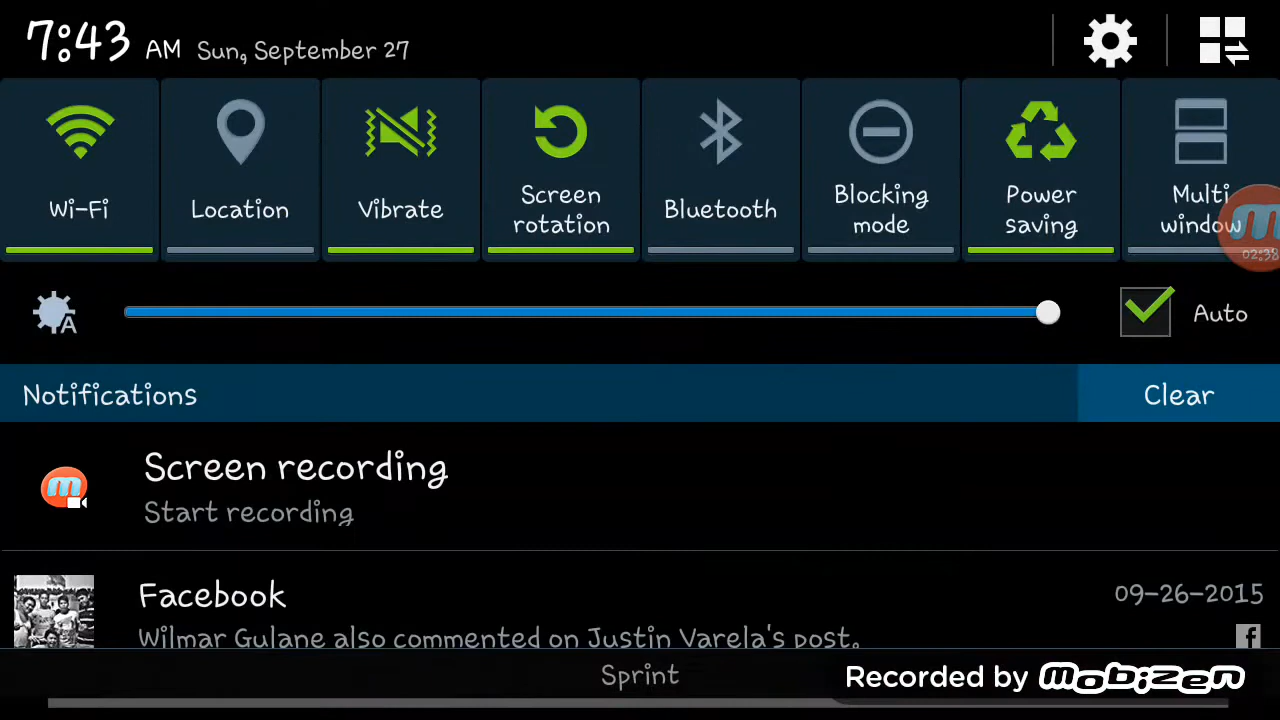 7:43 AM Sun, September 27
Wi-Fi
Location
Vibrate
Screen
rotation
Bluetooth
Blocking
mode
Power
saving
Multi
window
m
02:38
A
Auto
Notifications
Clear
m
Screen recording
Start recording
Facebook
09-26-2015
Wilmar Gulane also commented on Justin Varela's post.
f
Sprint
Recorded by mobizen